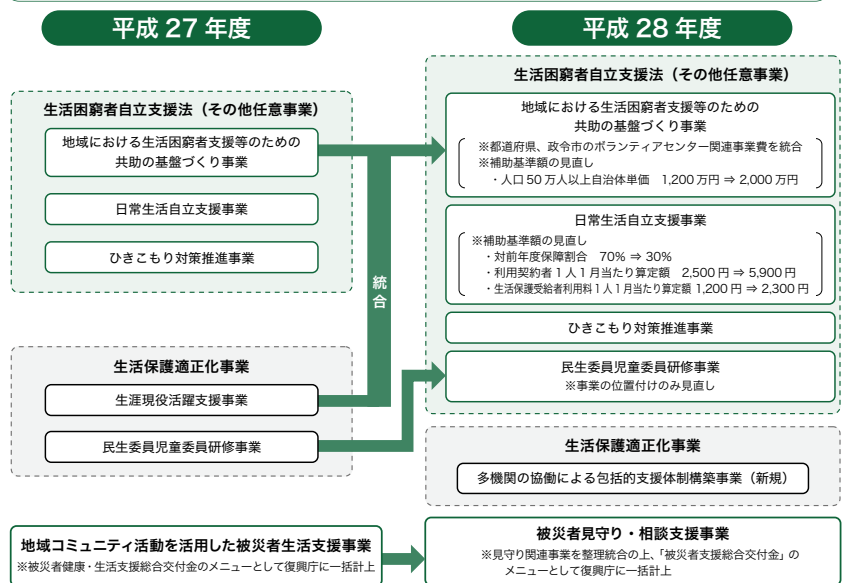 平成 27 年度
生活困窮者自立支援法（その他任意事業）
地域における生活困窮者支援等のための
共助の基盤づくり事業
日常生活自立支援事業
ひきこもり対策推進事業
生活保護適正化事業
生涯現役活躍支援事業
民生委員児童委員研修事業
地域コミュニティ活動を活用した被災者生活支援事業
※被災者健康・生活支援総合交付金のメニューとして復興庁に一括計上
統合
平成 28 年度
生活困窮者自立支援法（その他任意事業）
地域における生活困窮者支援等のための
共助の基盤づくり事業
※都道府県、政令市のボランティアセンター関連事業費を統合
※補助基準額の見直し
・人口 50 万人以上自治体単価　1,200 万円 ⇒ 2,000 万円
日常生活自立支援事業
※補助基準額の見直し
・対前年度保障割合　70% ⇒ 30%
・利用契約者 1 人 1 月当たり算定額　2,500 円 ⇒ 5,900 円
・生活保護受給者利用料 1 人 1 月当たり算定額 1,200 円 ⇒ 2,300 円
ひきこもり対策推進事業
民生委員児童委員研修事業
※事業の位置付けのみ見直し
生活保護適正化事業
多機関の協働による包括的支援体制構築事業（新規）
被災者見守り・相談支援事業
※見守り関連事業を整理統合の上、「被災者支援総合交付金」の
メニューとして復興庁に一括計上